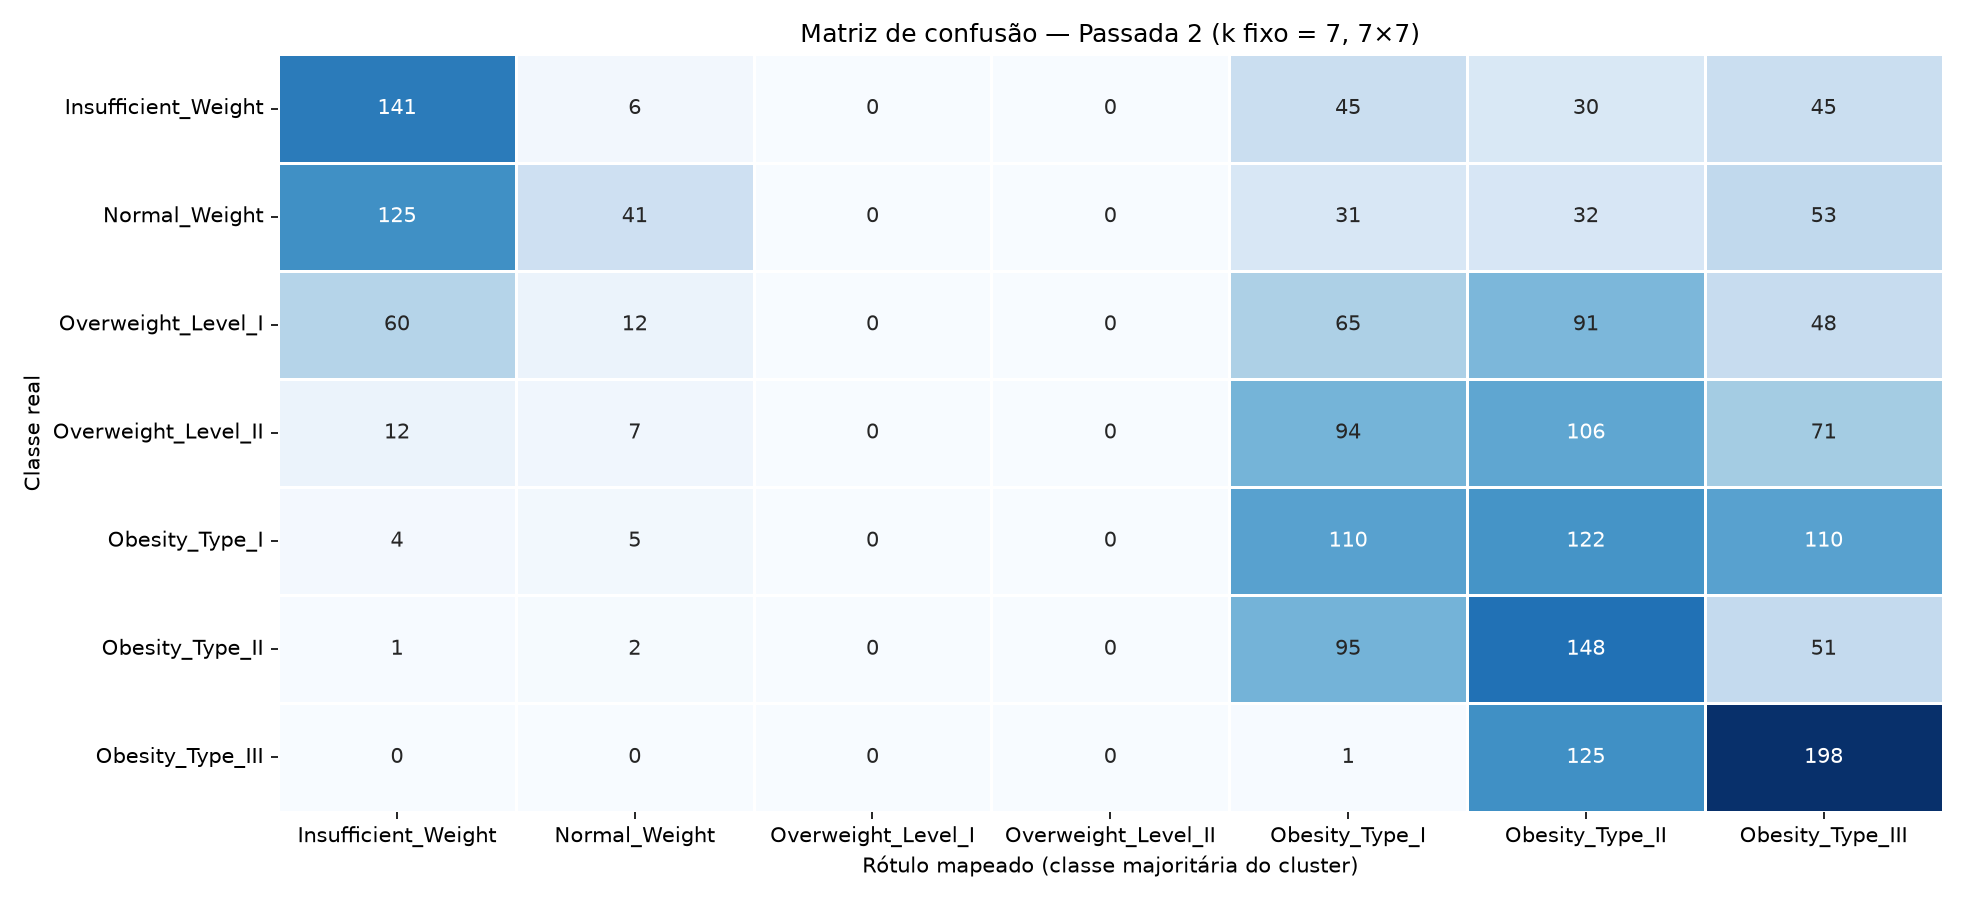 Matriz de confusão — Passada 2 (k fixo = 7, 7×7)
Classe real
Insufficient_Weight 141 6 0 0 45 30 45
Normal_Weight 125 41 0 0 31 32 53
Overweight_Level_I 60 12 0 0 65 91 48
Overweight_Level_II 12 7 0 0 94 106 71
Obesity_Type_I 4 5 0 0 110 122 110
Obesity_Type_II 1 2 0 0 95 148 51
Obesity_Type_III 0 0 0 0 1 125 198
Insufficient_Weight Normal_Weight Overweight_Level_I Overweight_Level_II Obesity_Type_I Obesity_Type_II Obesity_Type_III
Rótulo mapeado (classe majoritária do cluster)